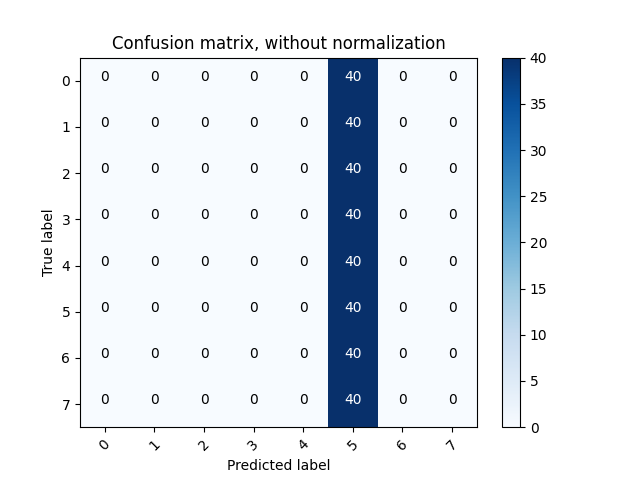 Confusion matrix, without normalization
True label
0 0 0 0 0 0 40 0 0
1 0 0 0 0 0 40 0 0
2 0 0 0 0 0 40 0 0
3 0 0 0 0 0 40 0 0
4 0 0 0 0 0 40 0 0
5 0 0 0 0 0 40 0 0
6 0 0 0 0 0 40 0 0
7 0 0 0 0 0 40 0 0
0 1 2 3 4 5 6 7
Predicted label
40
35
30
25
20
15
10
5
0